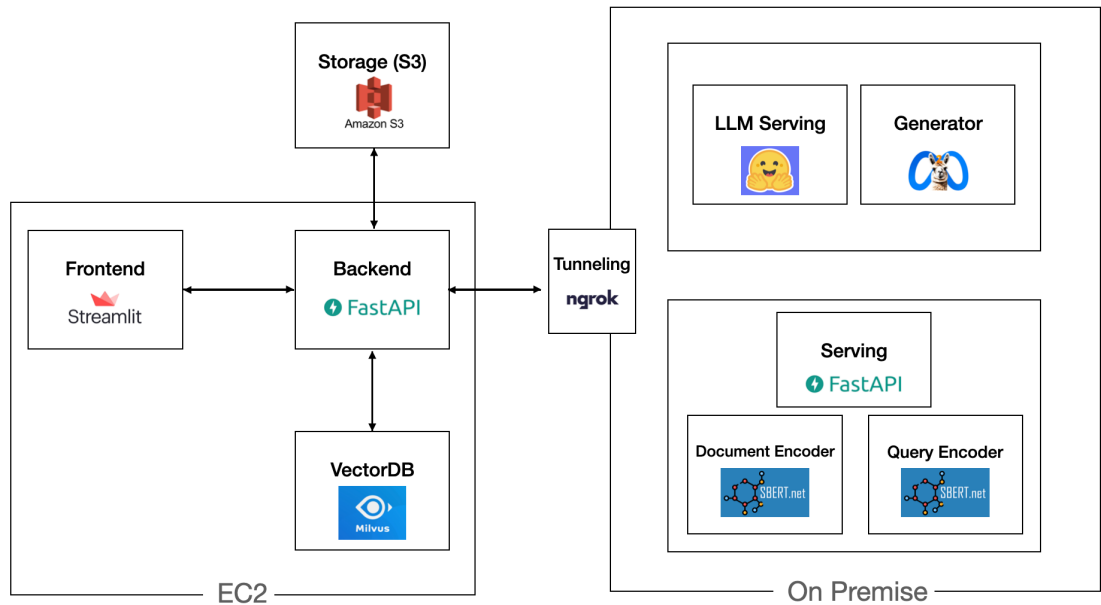 Storage (S3)
Amazon S3
Frontend
Streamlit
Backend
FastAPI
VectorDB
Milvus
EC2
Tunneling
ngrok
LLM Serving
Generator
Serving
FastAPI
Document Encoder
SBERT.net
Query Encoder
SBERT.net
On Premise